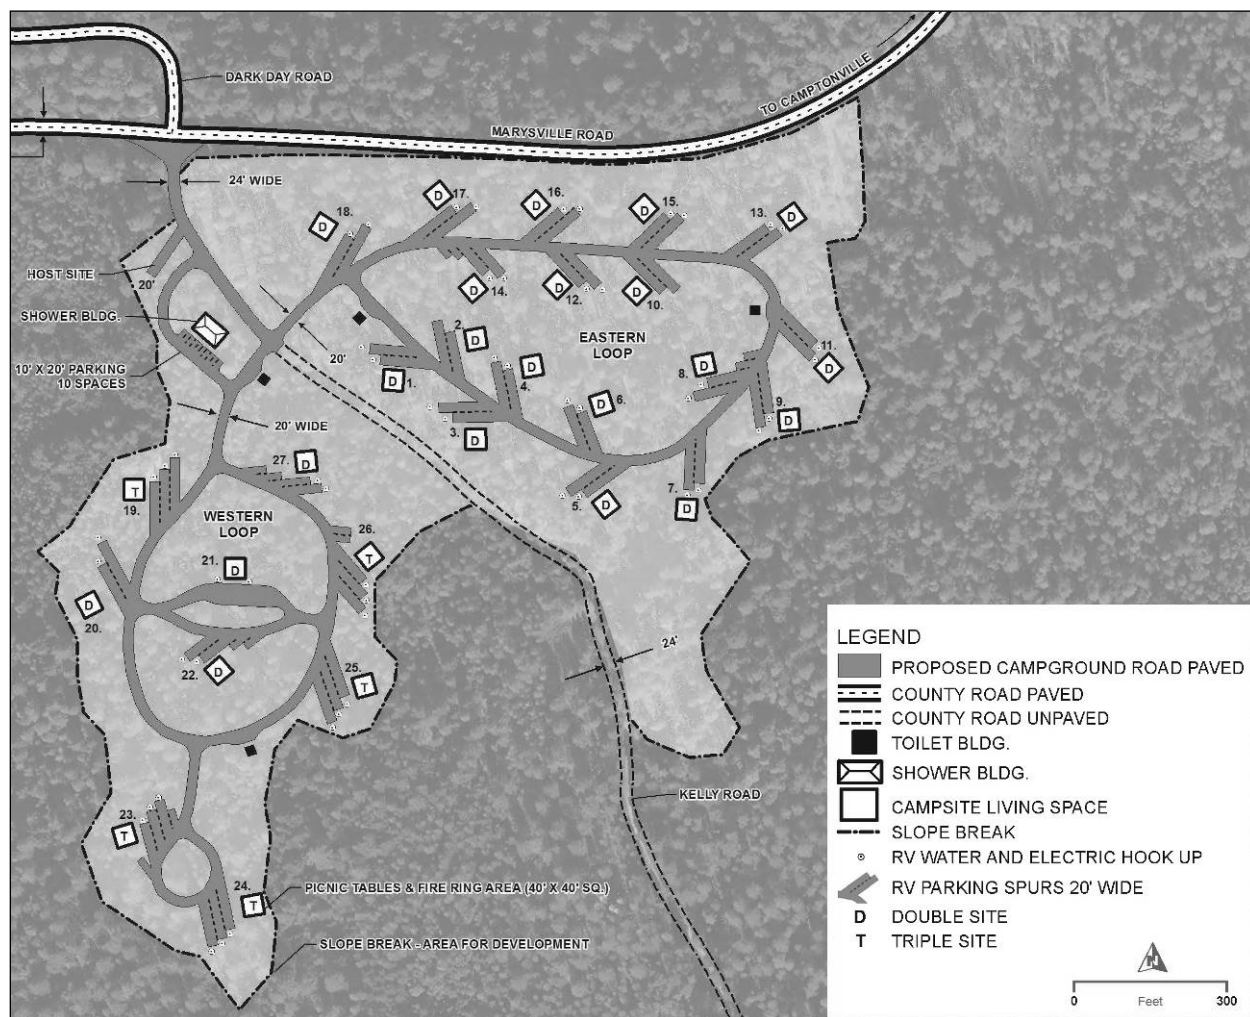 DARK DAY ROAD
TO CAMPTONVILLE
MARYSVILLE ROAD
24' WIDE
17.
D
16.
D
15.
D
13.
D
18.
D
HOST SITE
20'
D
14.
D
12.
D
10.
SHOWER BLDG.
20'
EASTERN
LOOP
2.
D
11.
D
10' X 20' PARKING
10 SPACES
D
1.
D
4.
8.
D
D
6.
9.
D
20' WIDE
3.
D
27.
D
T
19.
5.
D
7.
D
WESTERN
LOOP
26.
T
21.
D
D
20.
24'
22.
D
25.
T
KELLY ROAD
23.
T
24.
T
PICNIC TABLES & FIRE RING AREA (40' X 40' SQ.)
SLOPE BREAK - AREA FOR DEVELOPMENT
LEGEND
PROPOSED CAMPGROUND ROAD PAVED
COUNTY ROAD PAVED
COUNTY ROAD UNPAVED
TOILET BLDG.
SHOWER BLDG.
CAMPSITE LIVING SPACE
SLOPE BREAK
RV WATER AND ELECTRIC HOOK UP
RV PARKING SPURS 20' WIDE
D DOUBLE SITE
T TRIPLE SITE
N
0 300
Feet